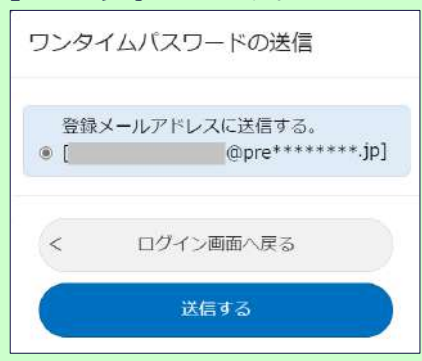 ワンタイムパスワードの送信
登録メールアドレスに送信する。
[ @pre********.jp]
< ログイン画面へ戻る
送信する